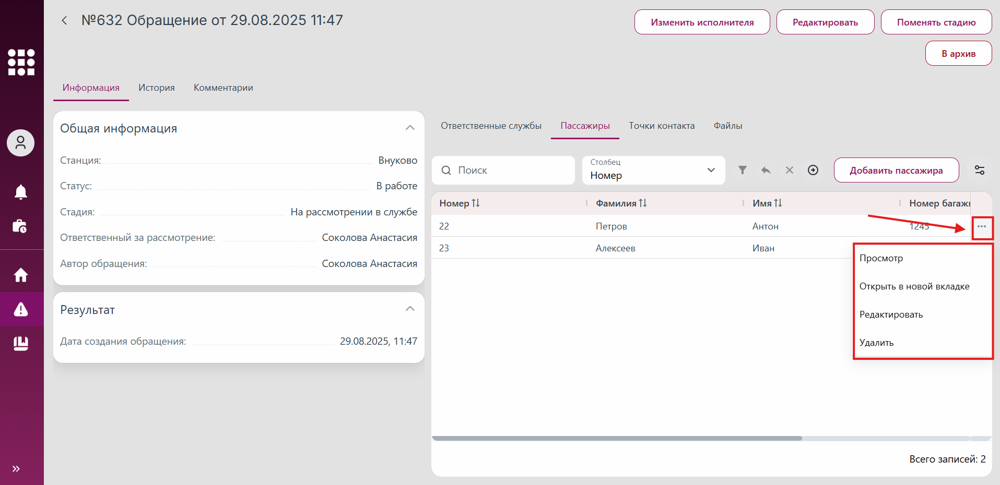 №632 Обращение от 29.08.2025 11:47
Изменить исполнителя
Редактировать
Поменять стадию
В архив
Информация
История
Комментарии
Общая информация
Станция: Внуково
Статус: В работе
Стадия: На рассмотрении в службе
Ответственный за рассмотрение: Соколова Анастасия
Автор обращения: Соколова Анастасия
Результат
Дата создания обращения: 29.08.2025, 11:47
Ответственные службы
Пассажиры
Точки контакта
Файлы
Поиск
Столбец
Номер
Добавить пассажира
Номер Фамилия Имя Номер багаж
22 Петров Антон 1245
23 Алексеев Иван
Просмотр
Открыть в новой вкладке
Редактировать
Удалить
Всего записей: 2